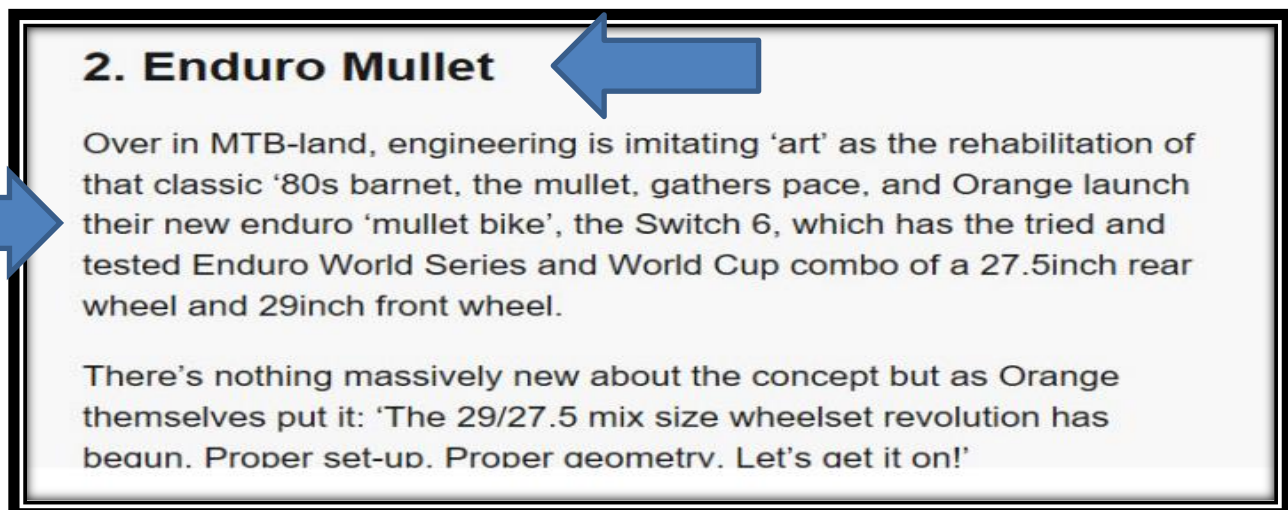 2. Enduro Mullet
Over in MTB-land, engineering is imitating ‘art’ as the rehabilitation of
that classic ‘80s barnet, the mullet, gathers pace, and Orange launch
their new enduro ‘mullet bike’, the Switch 6, which has the tried and
tested Enduro World Series and World Cup combo of a 27.5inch rear
wheel and 29inch front wheel.
There’s nothing massively new about the concept but as Orange
themselves put it: ‘The 29/27.5 mix size wheelset revolution has
begun. Proper set-up. Proper geometry. Let’s get it on!’